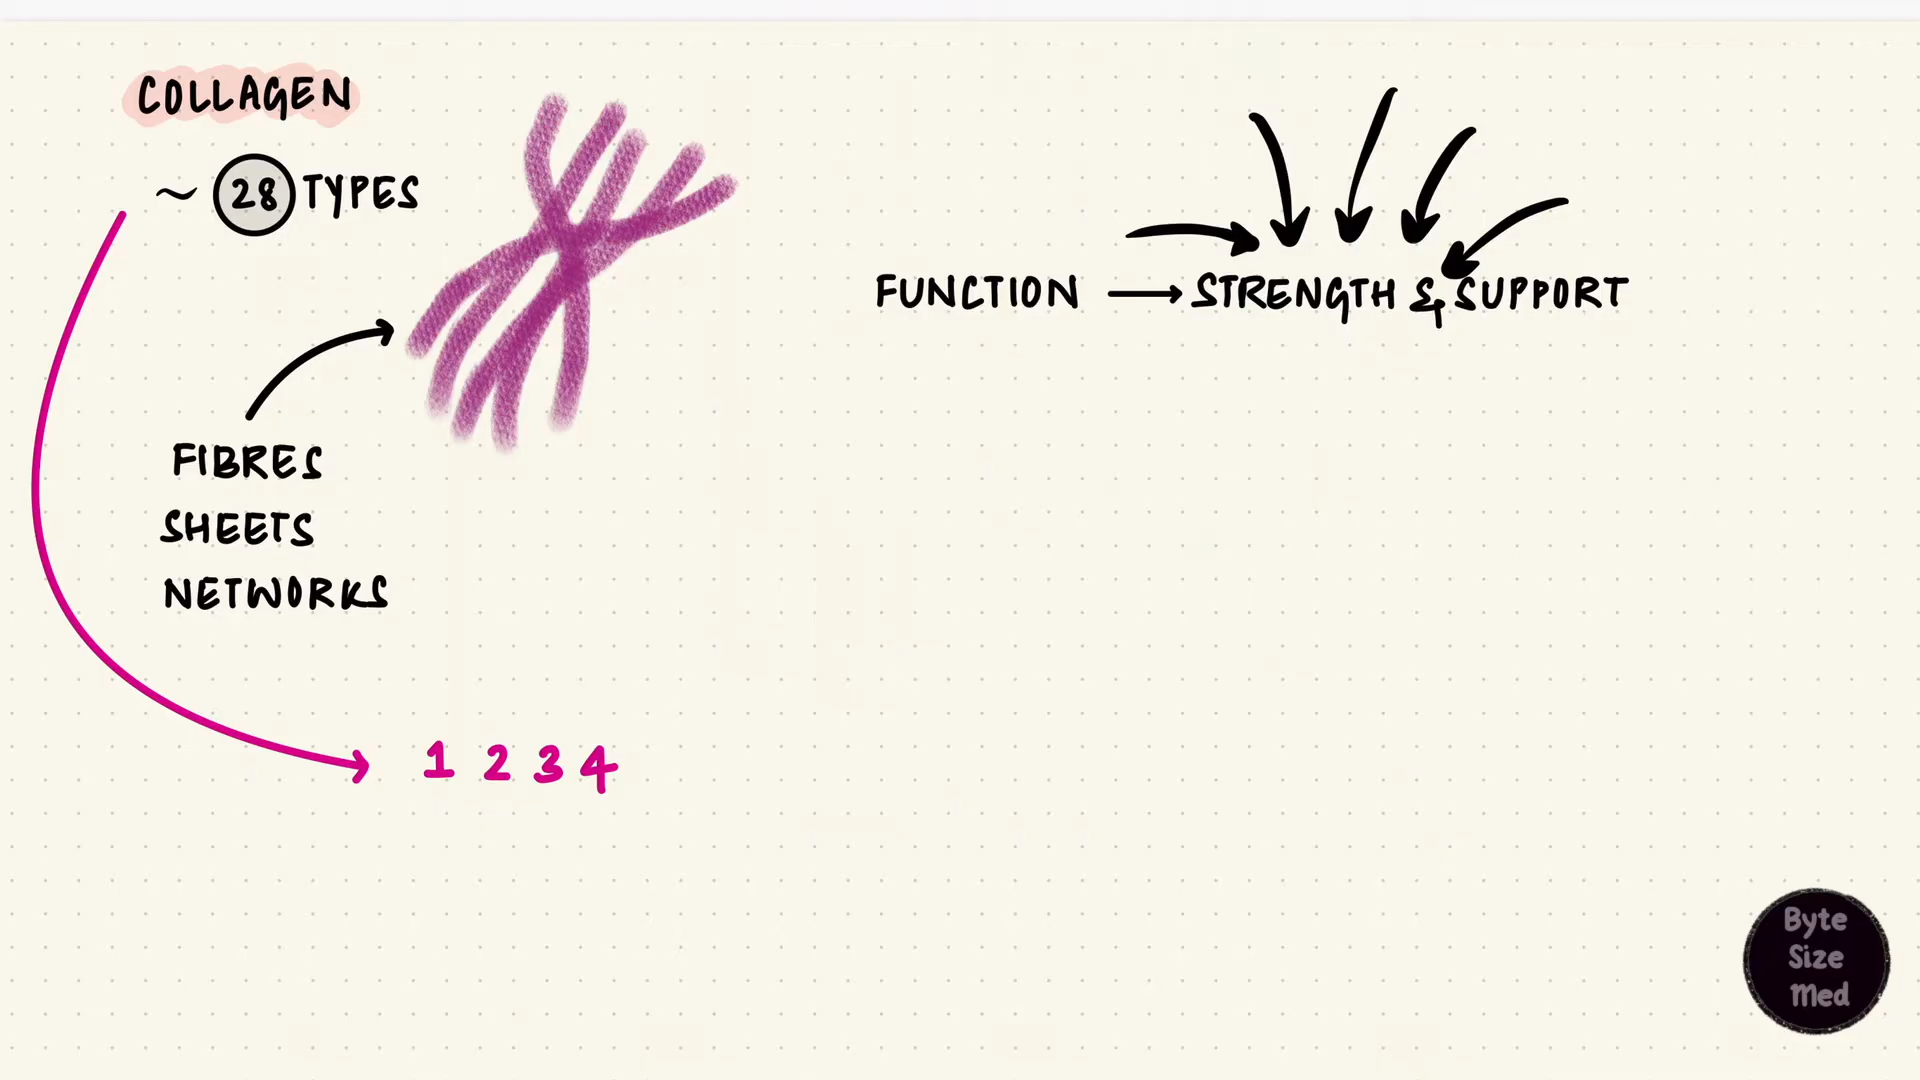 COLLAGEN
~ 28 TYPES
FIBRES
SHEETS
NETWORKS
1 2 3 4
FUNCTION → STRENGTH & SUPPORT
Byte
Size
Med